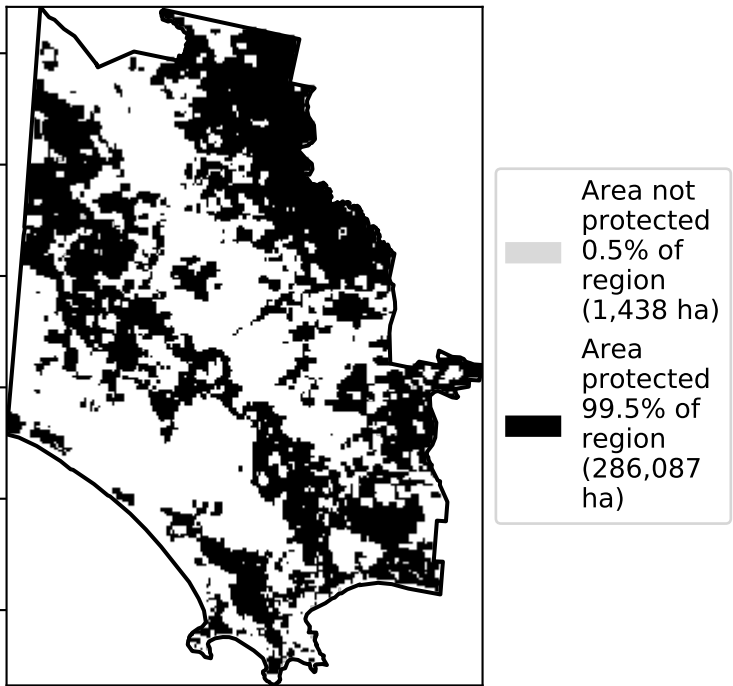 Area not
protected
0.5% of
region
(1,438 ha)
Area
protected
99.5% of
region
(286,087
ha)